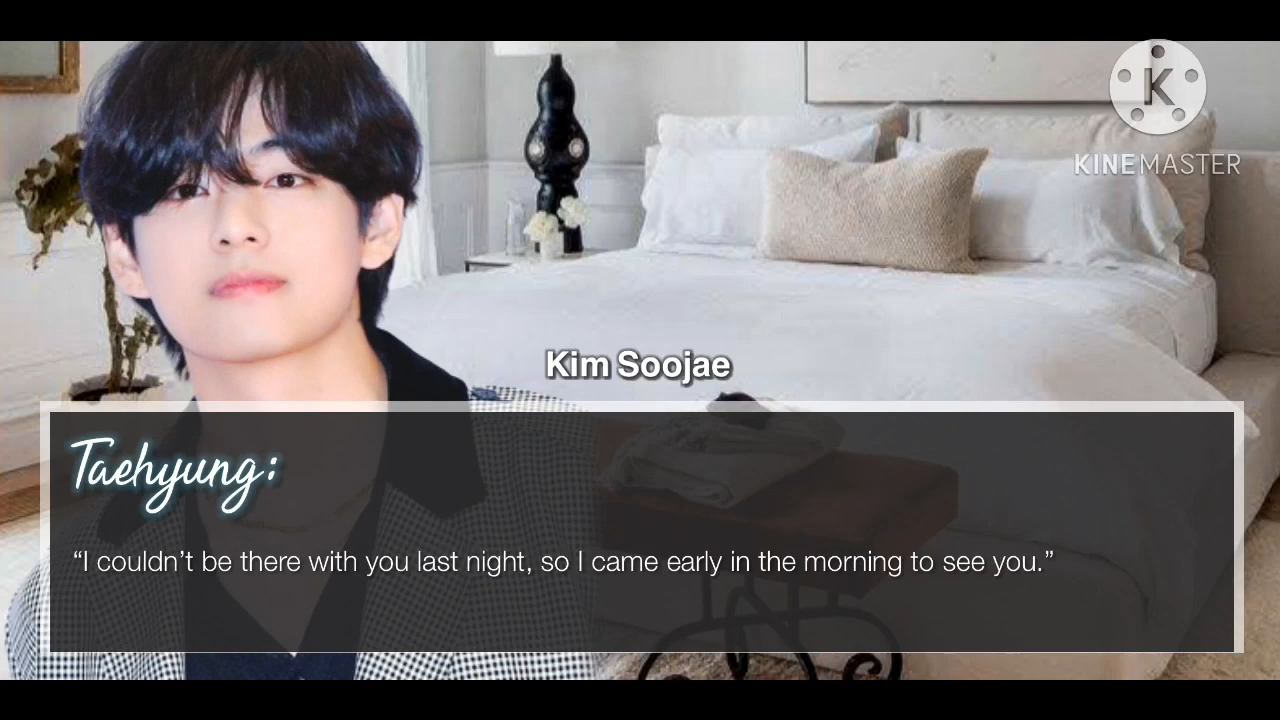 K
KINEMASTER
Kim Soojae
Taehyung:
“I couldn’t be there with you last night, so I came early in the morning to see you.”